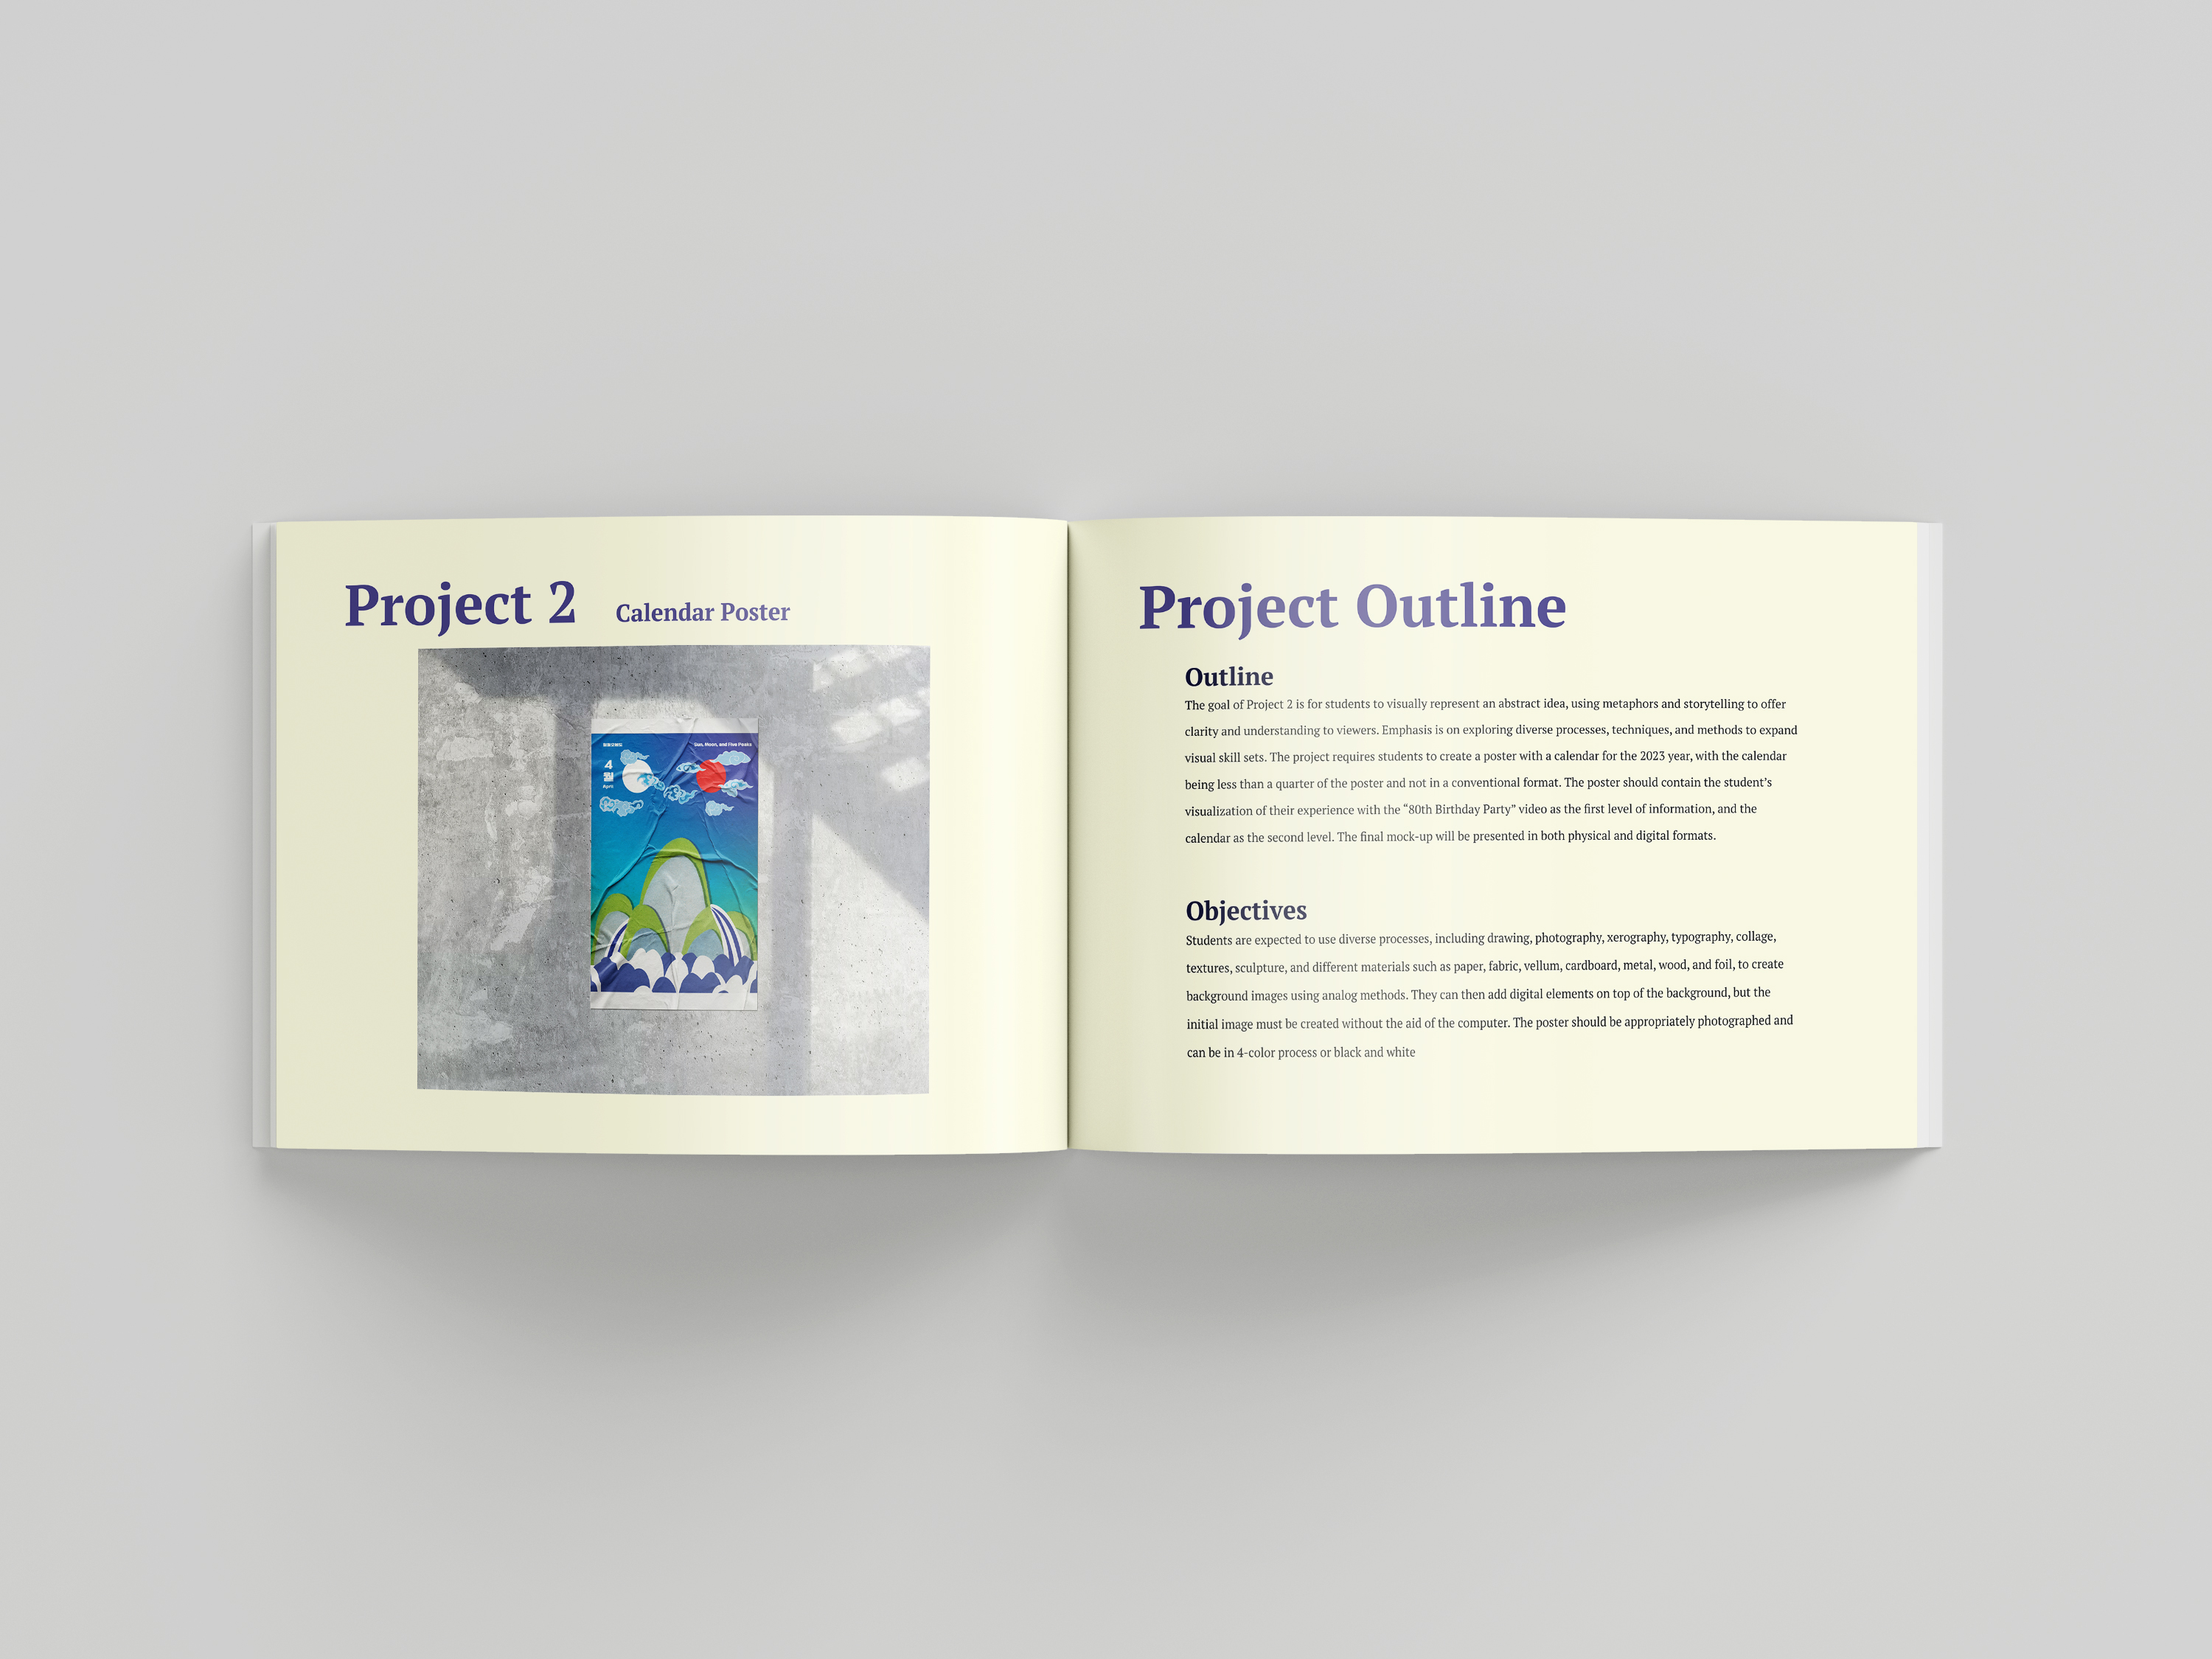 Project 2 Calendar Poster
일월오봉도
Sun, Moon, and Five Peaks
4
월
April
Project Outline
Outline
The goal of Project 2 is for students to visually represent an abstract idea, using metaphors and storytelling to offer
clarity and understanding to viewers. Emphasis is on exploring diverse processes, techniques, and methods to expand
visual skill sets. The project requires students to create a poster with a calendar for the 2023 year, with the calendar
being less than a quarter of the poster and not in a conventional format. The poster should contain the student’s
visualization of their experience with the “80th Birthday Party” video as the first level of information, and the
calendar as the second level. The final mock-up will be presented in both physical and digital formats.
Objectives
Students are expected to use diverse processes, including drawing, photography, xerography, typography, collage,
textures, sculpture, and different materials such as paper, fabric, vellum, cardboard, metal, wood, and foil, to create
background images using analog methods. They can then add digital elements on top of the background, but the
initial image must be created without the aid of the computer. The poster should be appropriately photographed and
can be in 4-color process or black and white